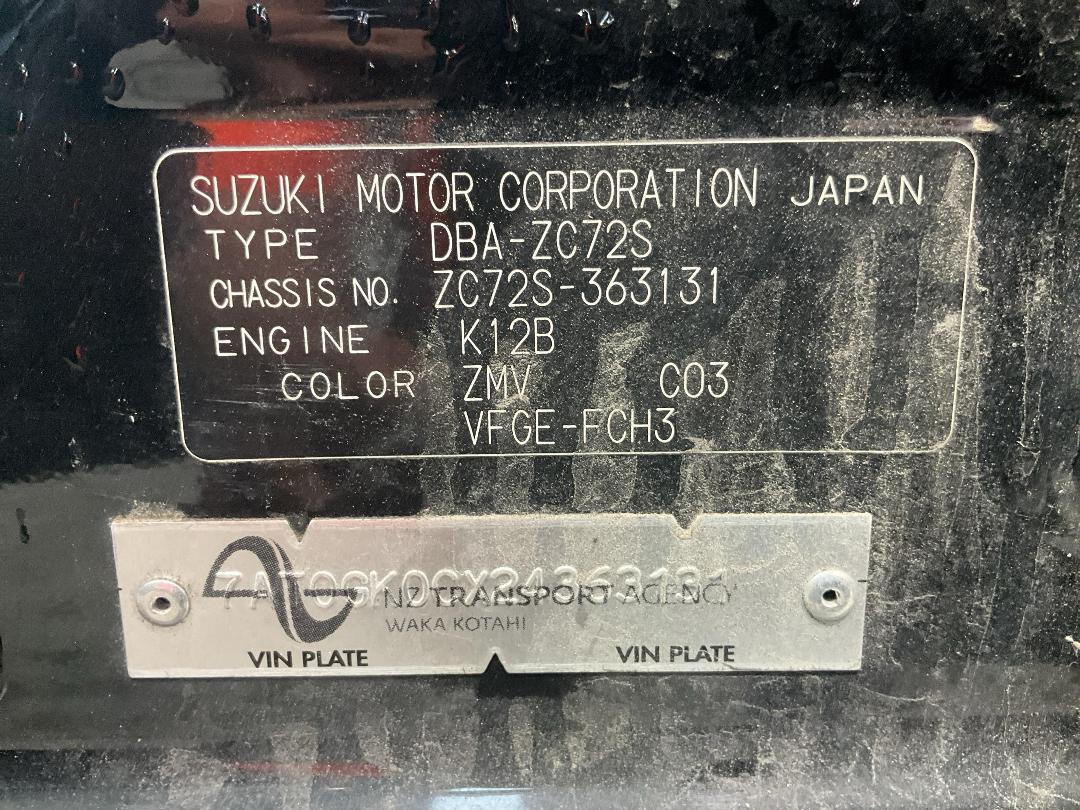 SUZUKI MOTOR CORPORATION JAPAN
TYPE DBA-ZC72S
CHASSIS NO. ZC72S-363131
ENGINE K12B
COLOR ZMV C03
VFGE-FCH3
NZ TRANSPORT AGENCY
WAKA KOTAHI
VIN PLATE VIN PLATE